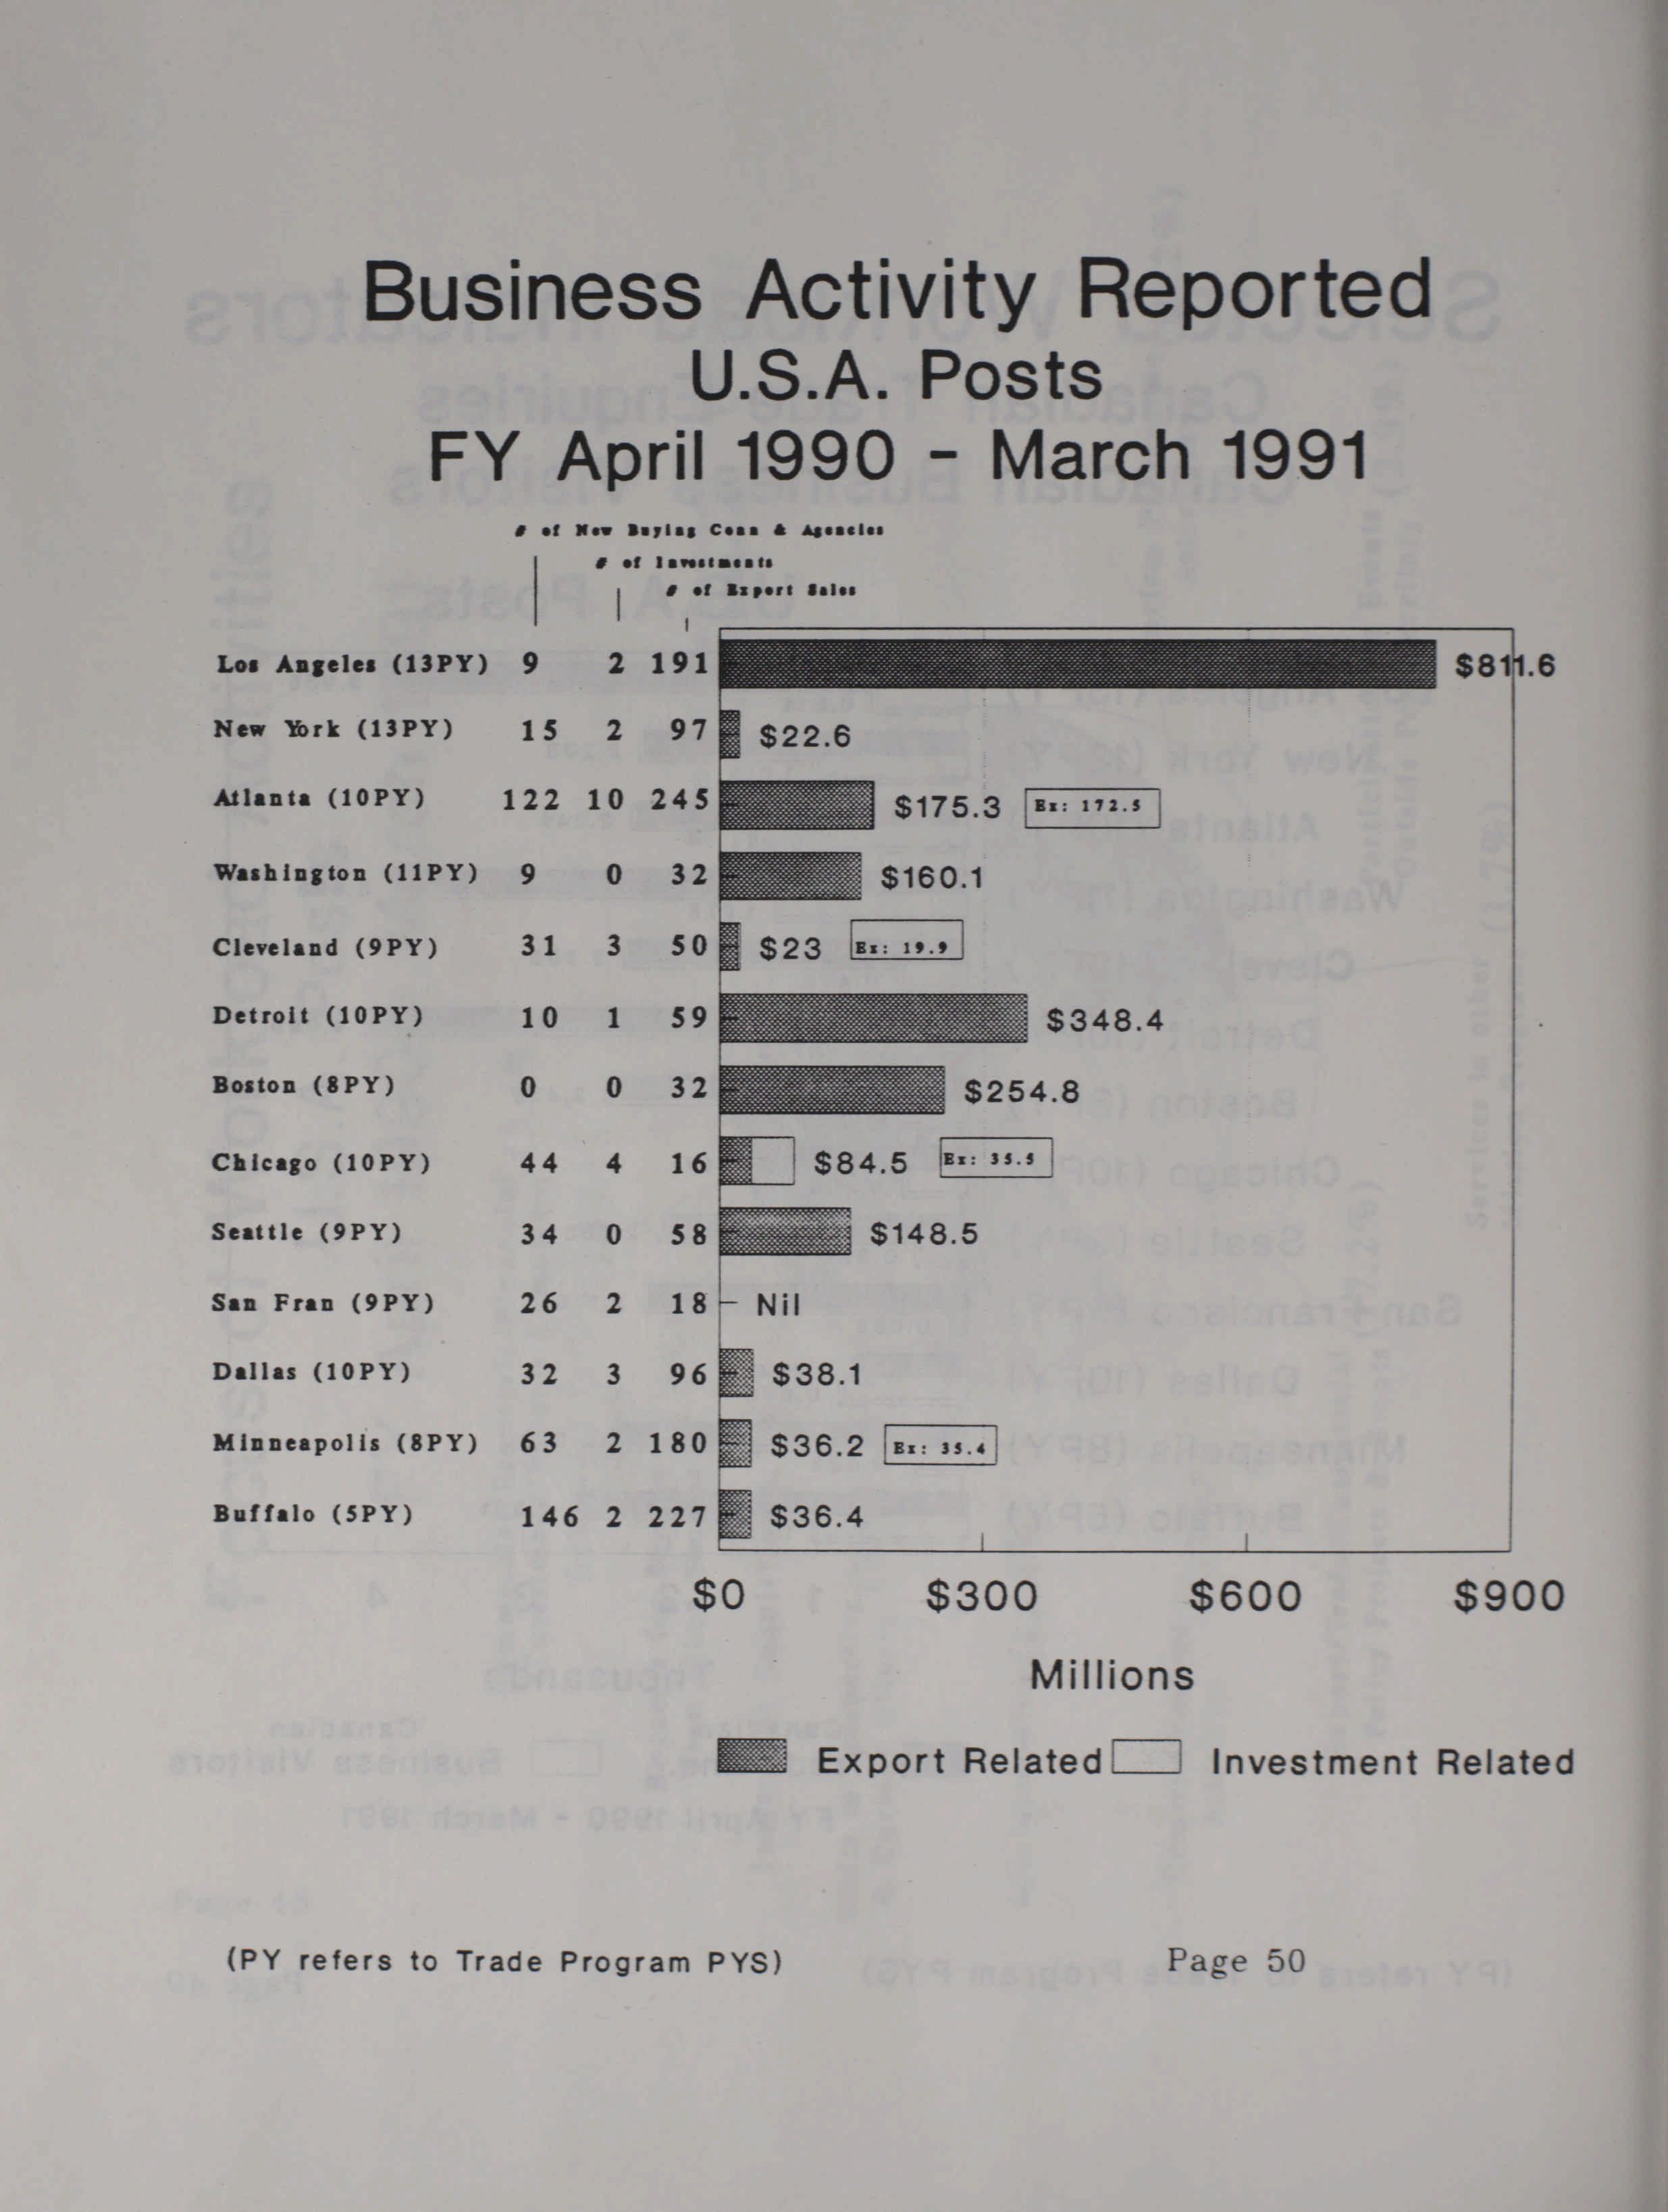 Business Activity Reported
U.S.A. Posts
FY April 1990 - March 1991
# of New Buying Conn & Agencies
# of Investments
# of Export Sales
Los Angeles (13PY) 9 2 191 $811.6
New York (13PY) 15 2 97 $22.6
Atlanta (10PY) 122 10 245 $175.3 Ex: 172.5
Washington (11PY) 9 0 32 $160.1
Cleveland (9PY) 31 3 50 $23 Ex: 19.9
Detroit (10PY) 10 1 59 $348.4
Boston (8PY) 0 0 32 $254.8
Chicago (10PY) 44 4 16 $84.5 Ex: 35.5
Seattle (9PY) 34 0 58 $148.5
San Fran (9PY) 26 2 18 Nil
Dallas (10PY) 32 3 96 $38.1
Minneapolis (8PY) 63 2 180 $36.2 Ex: 35.4
Buffalo (5PY) 146 2 227 $36.4
$0 $300 $600 $900
Millions
Export Related Investment Related
(PY refers to Trade Program PYS) Page 50